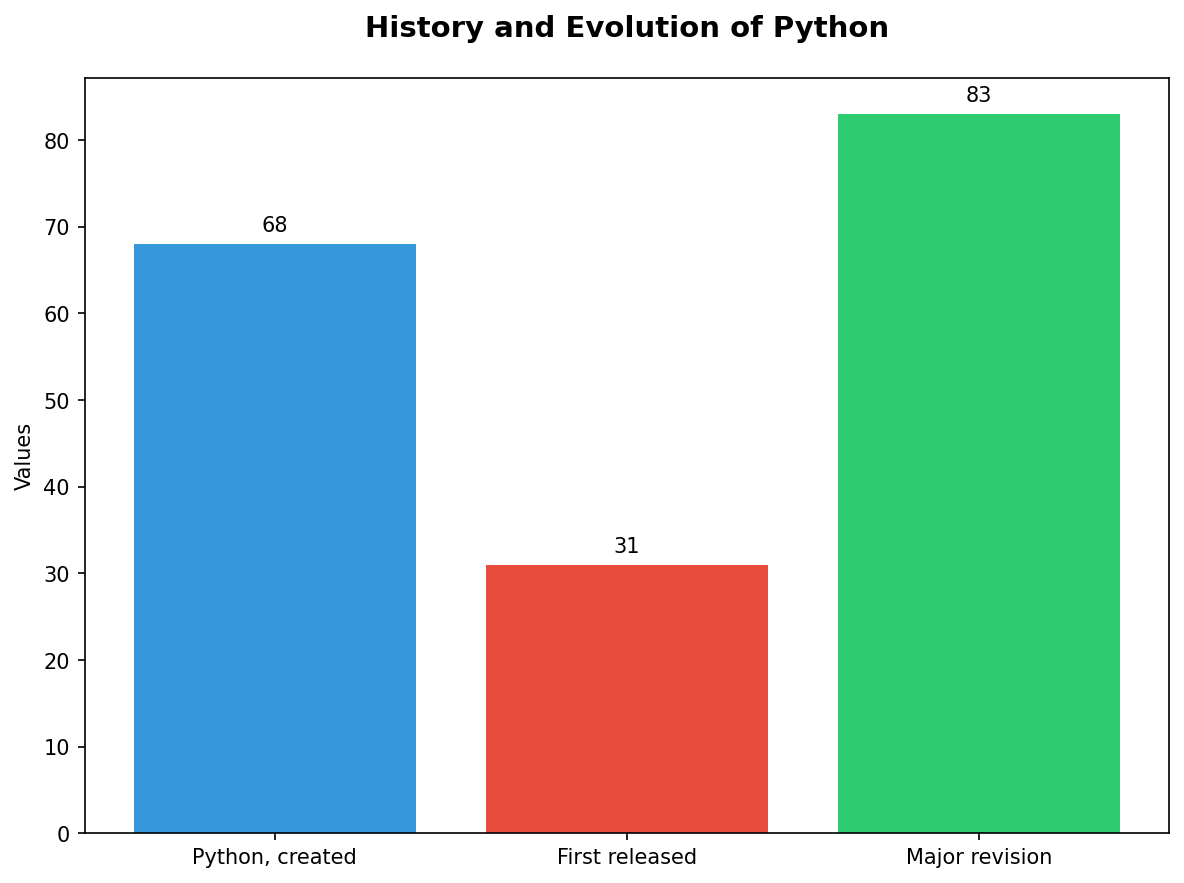 History and Evolution of Python
83
80
70
68
60
50
Values
40
31
30
20
10
0
Python, created
First released
Major revision